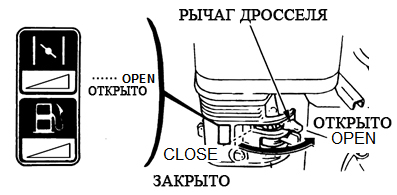 РЫЧАГ ДРОССЕЛЯ
...... OPEN
ОТКРЫТО
ОТКРЫТО
OPEN
CLOSE
ЗАКРЫТО